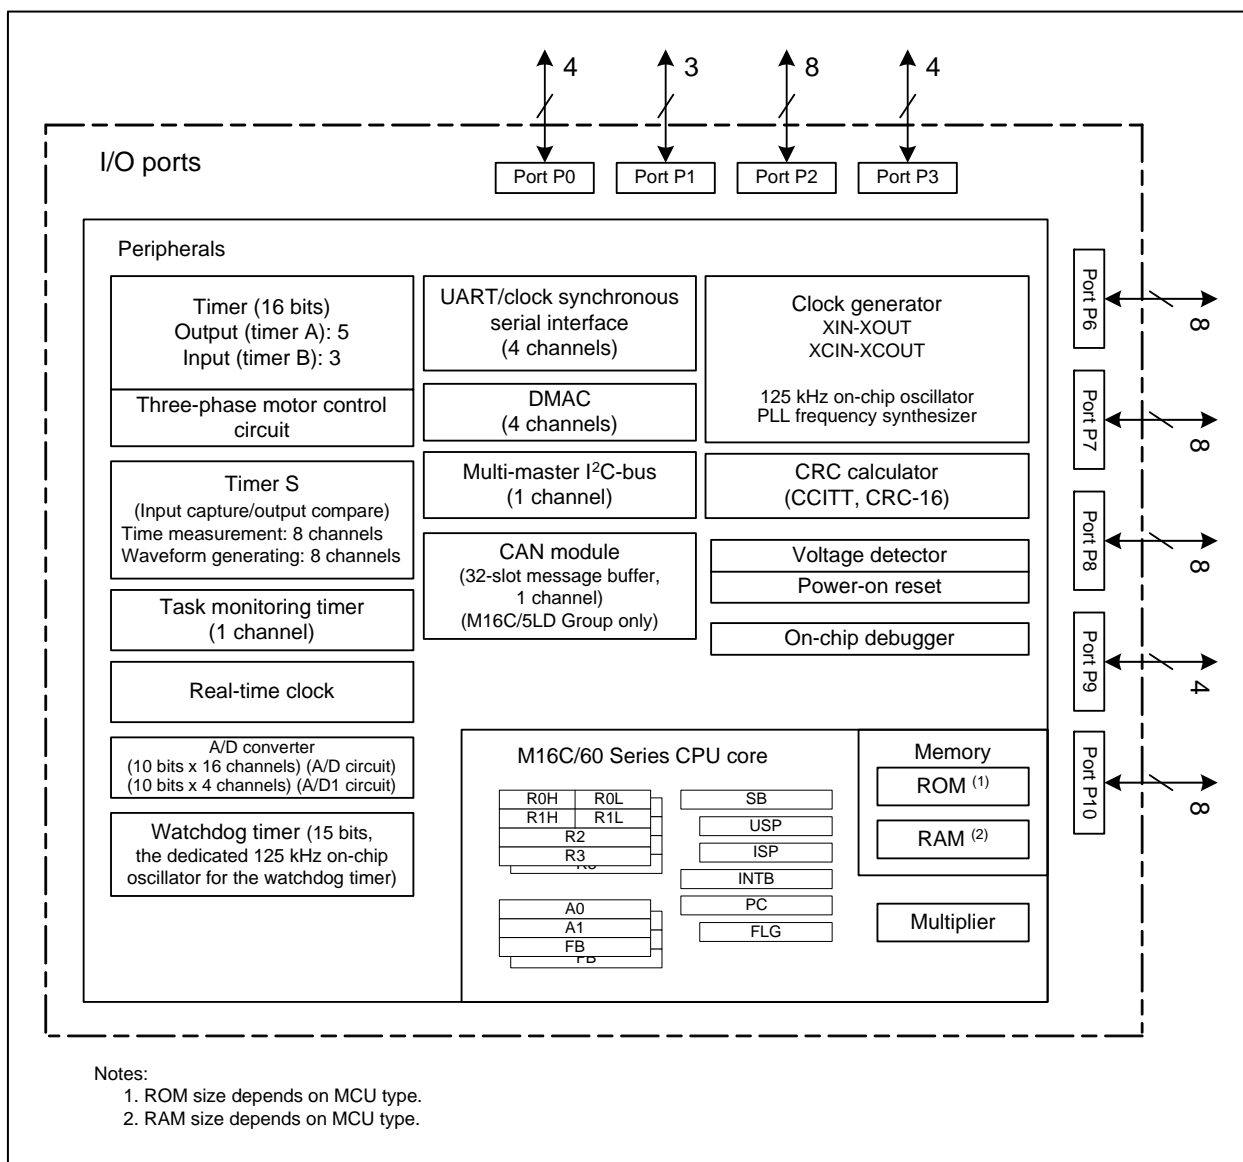 4
3
8
4
I/O ports
Port P0
Port P1
Port P2
Port P3
Peripherals
Timer (16 bits)
Output (timer A): 5
Input (timer B): 3
Three-phase motor control
circuit
Timer S
(Input capture/output compare)
Time measurement: 8 channels
Waveform generating: 8 channels
Task monitoring timer
(1 channel)
Real-time clock
A/D converter
(10 bits x 16 channels) (A/D circuit)
(10 bits x 4 channels) (A/D1 circuit)
Watchdog timer (15 bits,
the dedicated 125 kHz on-chip
oscillator for the watchdog timer)
UART/clock synchronous
serial interface
(4 channels)
DMAC
(4 channels)
Multi-master I²C-bus
(1 channel)
CAN module
(32-slot message buffer,
1 channel)
(M16C/5LD Group only)
Clock generator
XIN-XOUT
XCIN-XCOUT
125 kHz on-chip oscillator
PLL frequency synthesizer
CRC calculator
(CCITT, CRC-16)
Voltage detector
Power-on reset
On-chip debugger
M16C/60 Series CPU core
R0H
R0L
R1H
R1L
R2
R3
R3
A0
A1
FB
FB
SB
USP
ISP
INTB
PC
FLG
Memory
ROM (1)
RAM (2)
Multiplier
Port P6
8
Port P7
8
Port P8
8
Port P9
4
Port P10
8
Notes:
1. ROM size depends on MCU type.
2. RAM size depends on MCU type.